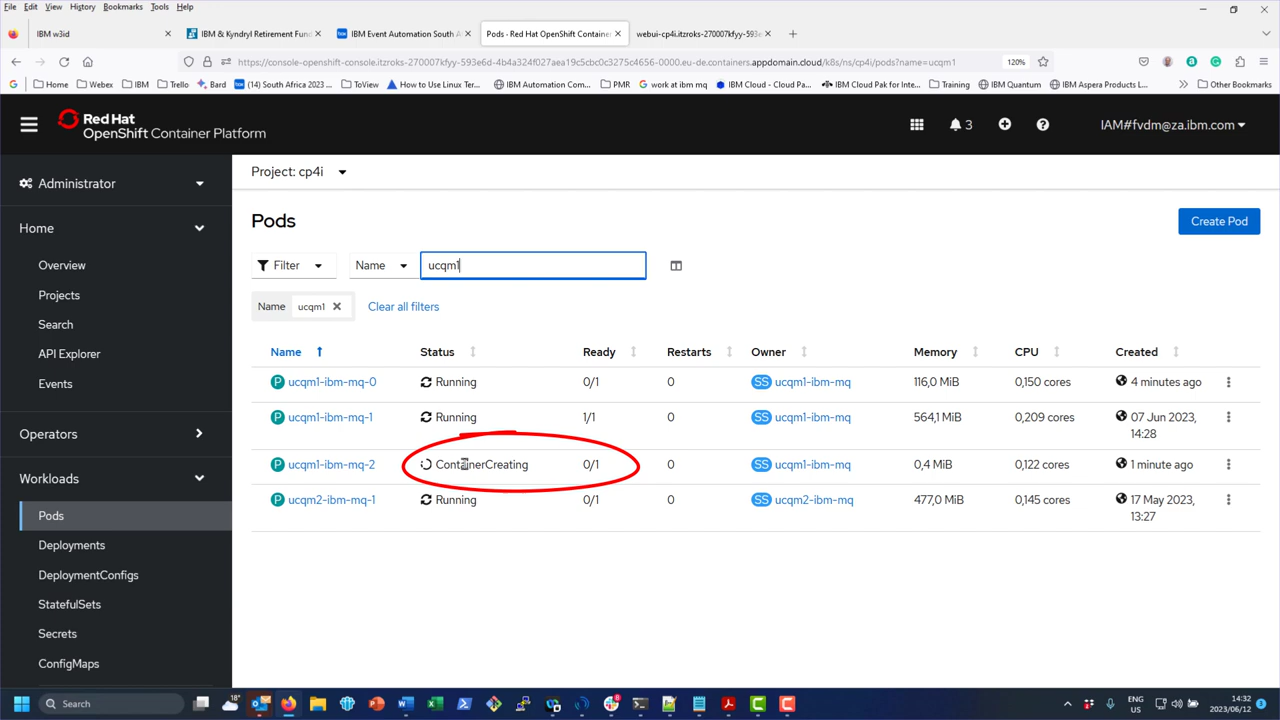 File Edit View History Bookmarks Tools Help
IBM w3id
IBM & Kyndryl Retirement Fun
IBM Event Automation South A
Pods - Red Hat OpenShift Contain
webui-cp4i.itzroks-270007kfyy-593
https://console-openshift-console.itzroks-270007kfyy-593e6d-4b4a324f027aea19c5cbc0c3275c4656-0000.eu-de.containers.appdomain.cloud/k8s/ns/cp4i/pods?name=ucqm1 120%
Home Webex IBM Trello Bard (14) South Africa 2023 ... ToView How to Use Linux Ter... IBM Automation Com... PMR work at ibm mq IBM Cloud - Cloud Pa... IBM Cloud Pak for Inte... Training IBM Quantum IBM Aspera Products L... Other Bookmarks
Red Hat
OpenShift Container Platform
3
IAM#fvdm@za.ibm.com
Administrator
Home
Overview
Projects
Search
API Explorer
Events
Operators
Workloads
Pods
Deployments
DeploymentConfigs
StatefulSets
Secrets
ConfigMaps
Project: cp4i
Pods
Create Pod
Filter Name ucqm1
Name ucqm1 Clear all filters
Name Status Ready Restarts Owner Memory CPU Created
P ucqm1-ibm-mq-0 Running 0/1 0 SS ucqm1-ibm-mq 116,0 MiB 0,150 cores 4 minutes ago
P ucqm1-ibm-mq-1 Running 1/1 0 SS ucqm1-ibm-mq 564,1 MiB 0,209 cores 07 Jun 2023,
14:28
P ucqm1-ibm-mq-2 ContainerCreating 0/1 0 SS ucqm1-ibm-mq 0,4 MiB 0,122 cores 1 minute ago
P ucqm2-ibm-mq-1 Running 0/1 0 SS ucqm2-ibm-mq 477,0 MiB 0,145 cores 17 May 2023,
13:27
Search
18°
8
ENG
US
14:32
2023/06/12